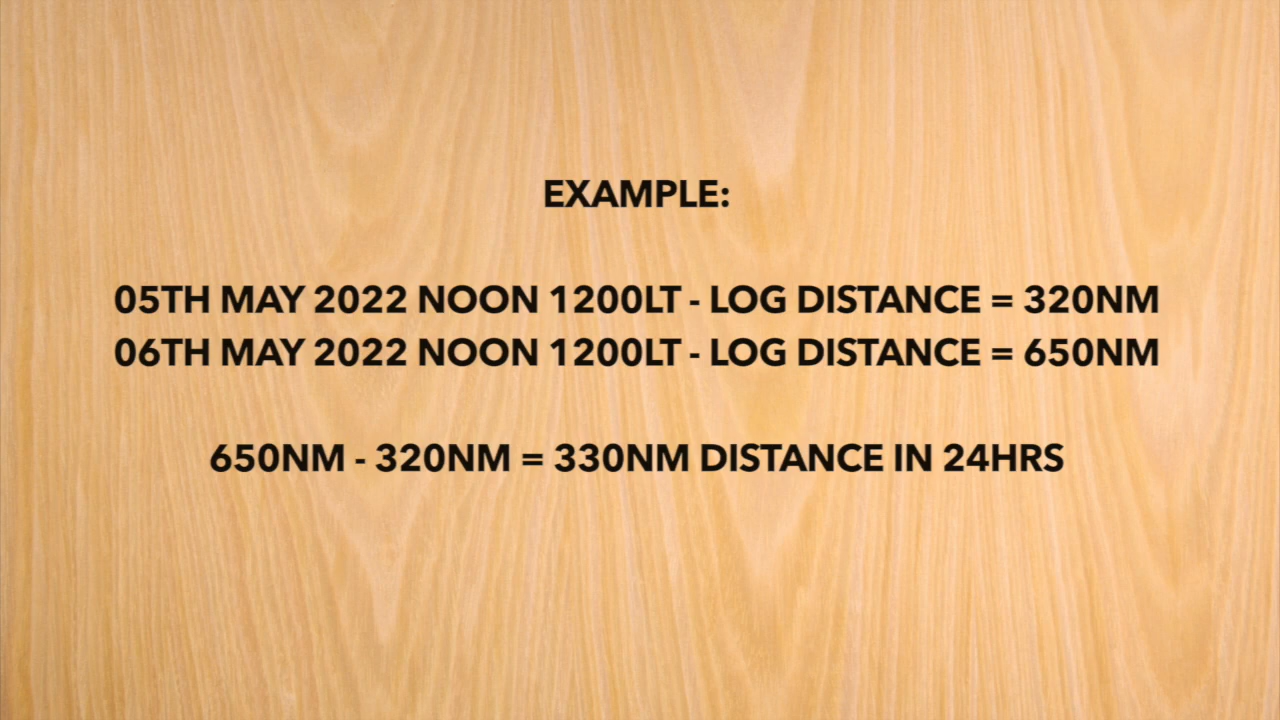 EXAMPLE:
05TH MAY 2022 NOON 1200LT - LOG DISTANCE = 320NM
06TH MAY 2022 NOON 1200LT - LOG DISTANCE = 650NM
650NM - 320NM = 330NM DISTANCE IN 24HRS